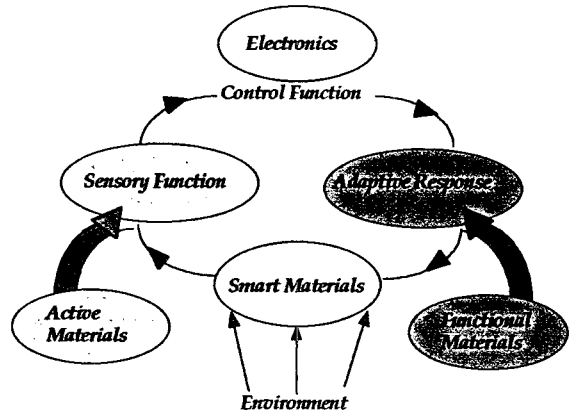 Electronics
Control Function
Sensory Function
Adaptive Response
Smart Materials
Active
Materials
Functional
Materials
Environment